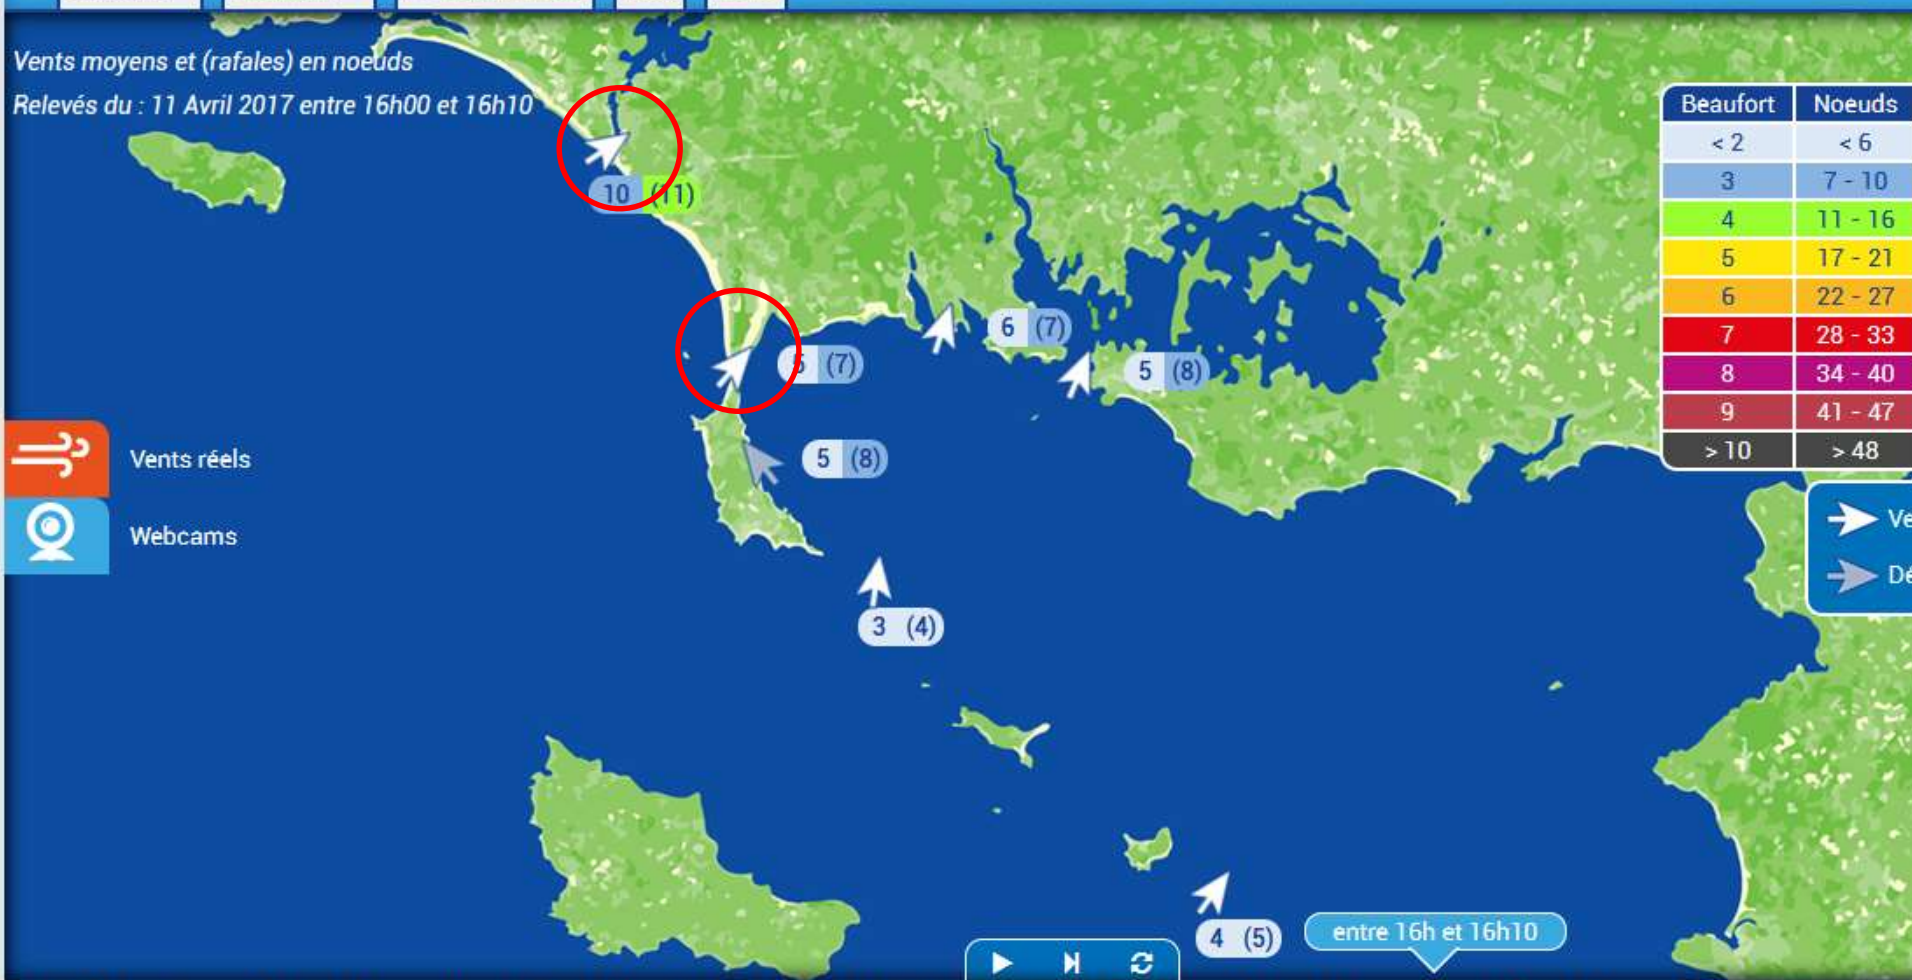 Vents moyens et (rafales) en noeuds
Relevés du : 11 Avril 2017 entre 16h00 et 16h10
Beaufort Noeuds
< 2 < 6
3 7 - 10
4 11 - 16
5 17 - 21
6 22 - 27
7 28 - 33
8 34 - 40
9 41 - 47
> 10 > 48
10 (11)
6 (7)
5 (7)
5 (8)
5 (8)
Vents réels
Webcams
Ve
Dé
3 (4)
4 (5)
entre 16h et 16h10